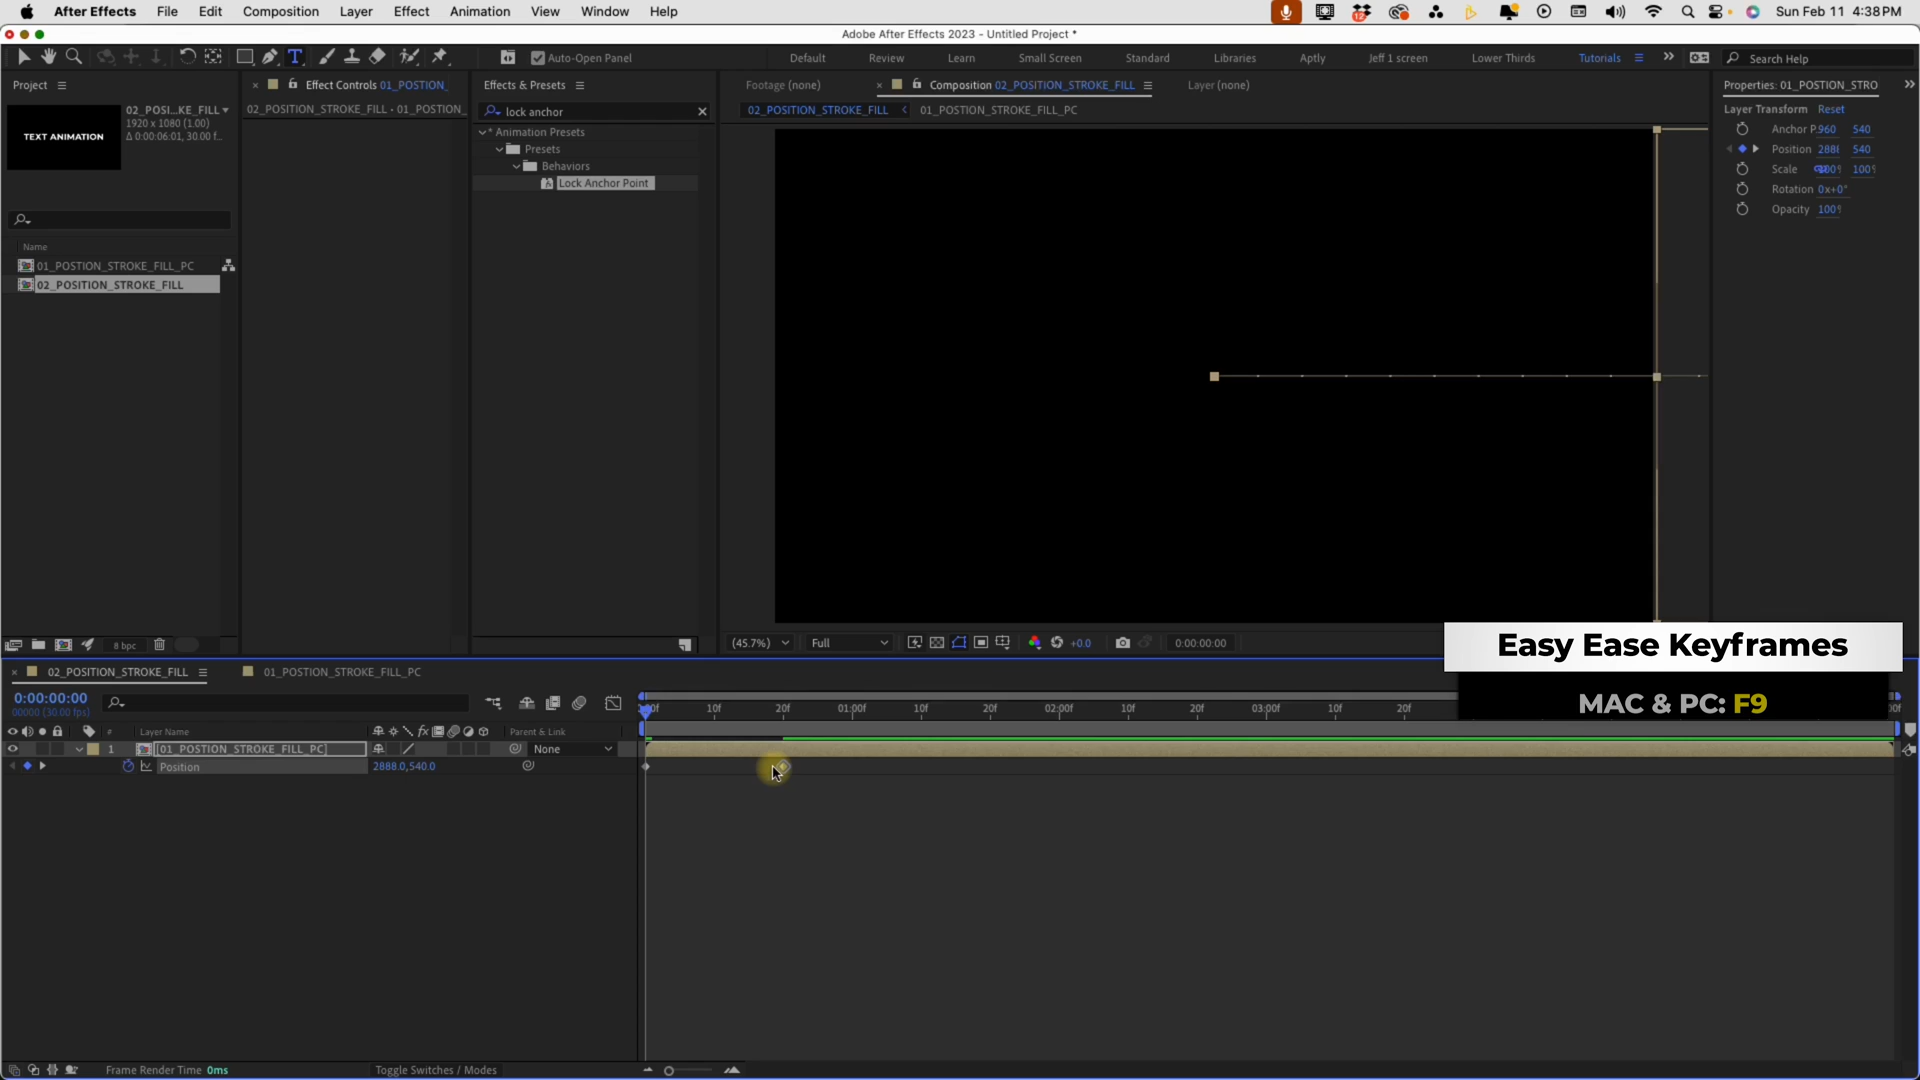 After Effects File Edit Composition Layer Effect Animation View Window Help
12
Sun Feb 11 4:38 PM
Adobe After Effects 2023 - Untitled Project *
Auto-Open Panel
Default Review Learn Small Screen Standard Libraries Aptly Jeff 1 screen Lower Thirds Tutorials
Search Help
Project
Effect Controls 01_POSTION_
Effects & Presets
Footage (none)
Composition 02_POSITION_STROKE_FILL
Layer (none)
Properties: 01_POSTION_STRO
02_POSI...KE_FILL
1920 x 1080 (1.00)
Δ 0:00:06:01, 30.00 f...
TEXT ANIMATION
02_POSITION_STROKE_FILL - 01_POSTION_
lock anchor
02_POSITION_STROKE_FILL 01_POSTION_STROKE_FILL_PC
Layer Transform Reset
* Animation Presets
Presets
Behaviors
Lock Anchor Point
Anchor P. 960 540
Position 288 540
Scale 100
Rotation 0x+0°
Opacity 100
Name
01_POSTION_STROKE_FILL_PC
02_POSITION_STROKE_FILL
8 bpc
(45.7%) Full +0.0 0:00:00:00
Easy Ease Keyframes
MAC & PC: F9
02_POSITION_STROKE_FILL 01_POSTION_STROKE_FILL_PC
0:00:00:00
00000 (30.00 fps)
10f 20f 01:00f 10f 20f 02:00f 10f 20f 03:00f 10f 20f
# Layer Name Parent & Link
1 [01_POSTION_STROKE_FILL_PC] None
Position 2888.0,540.0
Frame Render Time 0ms
Toggle Switches / Modes